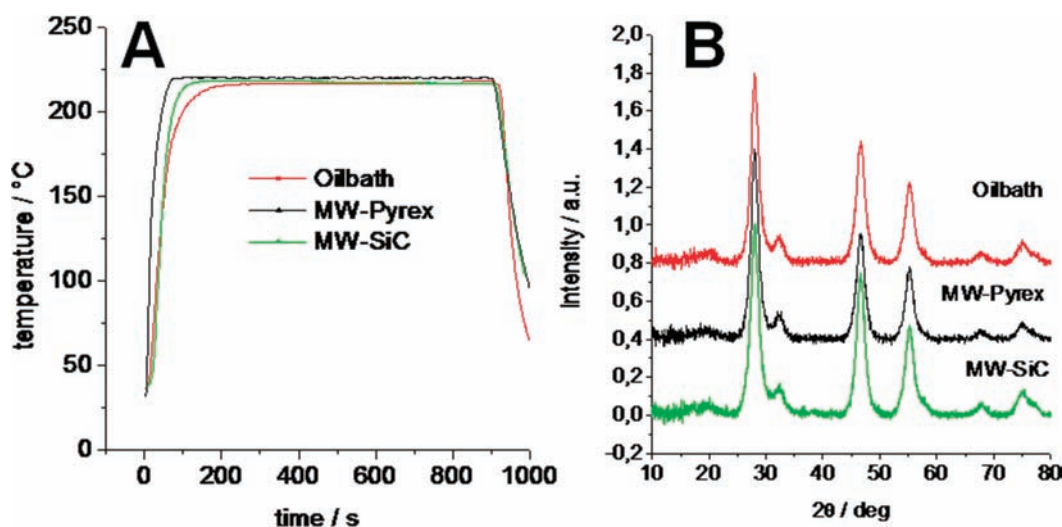 A
250
200
150
100
50
0
temperature / °C
0 200 400 600 800 1000
time / s
Oilbath
MW-Pyrex
MW-SiC
B
2,0
1,8
1,6
1,4
1,2
1,0
0,8
0,6
0,4
0,2
0,0
-0,2
Intensity / a.u.
Oilbath
MW-Pyrex
MW-SiC
10 20 30 40 50 60 70 80
2θ / deg